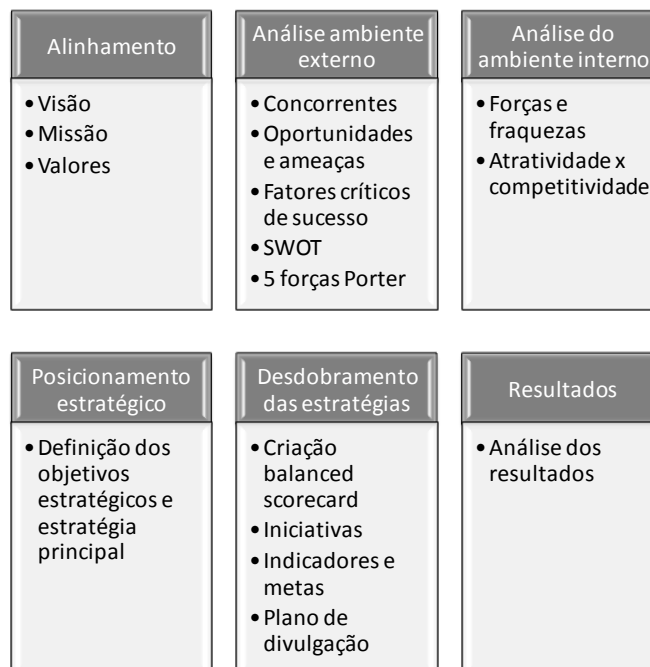 Alinhamento
• Visão
• Missão
• Valores
Análise ambiente
externo
• Concorrentes
• Oportunidades
e ameaças
• Fatores críticos
de sucesso
• SWOT
• 5 forças Porter
Análise do
ambiente interno
• Forças e
fraquezas
• Atratividade x
competitividade
Posicionamento
estratégico
• Definição dos
objetivos
estratégicos e
estratégia
principal
Desdobramento
das estratégias
• Criação
balanced
scorecard
• Iniciativas
• Indicadores e
metas
• Plano de
divulgação
Resultados
• Análise dos
resultados